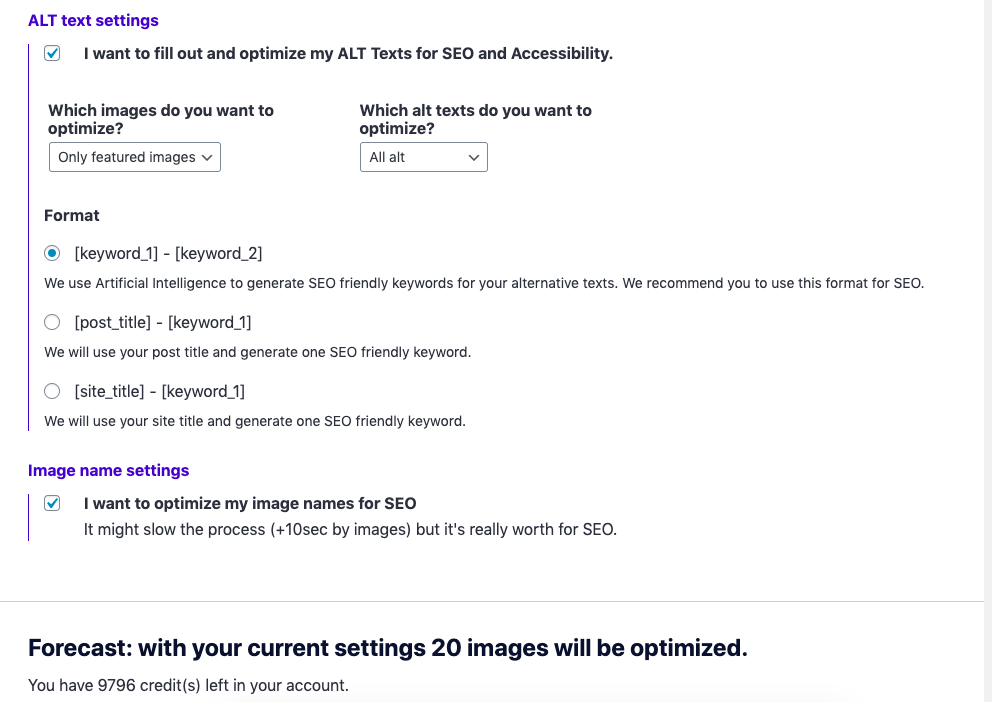 ALT text settings
I want to fill out and optimize my ALT Texts for SEO and Accessibility.
Which images do you want to
optimize?
Only featured images
Which alt texts do you want to
optimize?
All alt
Format
[keyword_1] - [keyword_2]
We use Artificial Intelligence to generate SEO friendly keywords for your alternative texts. We recommend you to use this format for SEO.
[post_title] - [keyword_1]
We will use your post title and generate one SEO friendly keyword.
[site_title] - [keyword_1]
We will use your site title and generate one SEO friendly keyword.
Image name settings
I want to optimize my image names for SEO
It might slow the process (+10sec by images) but it's really worth for SEO.
Forecast: with your current settings 20 images will be optimized.
You have 9796 credit(s) left in your account.